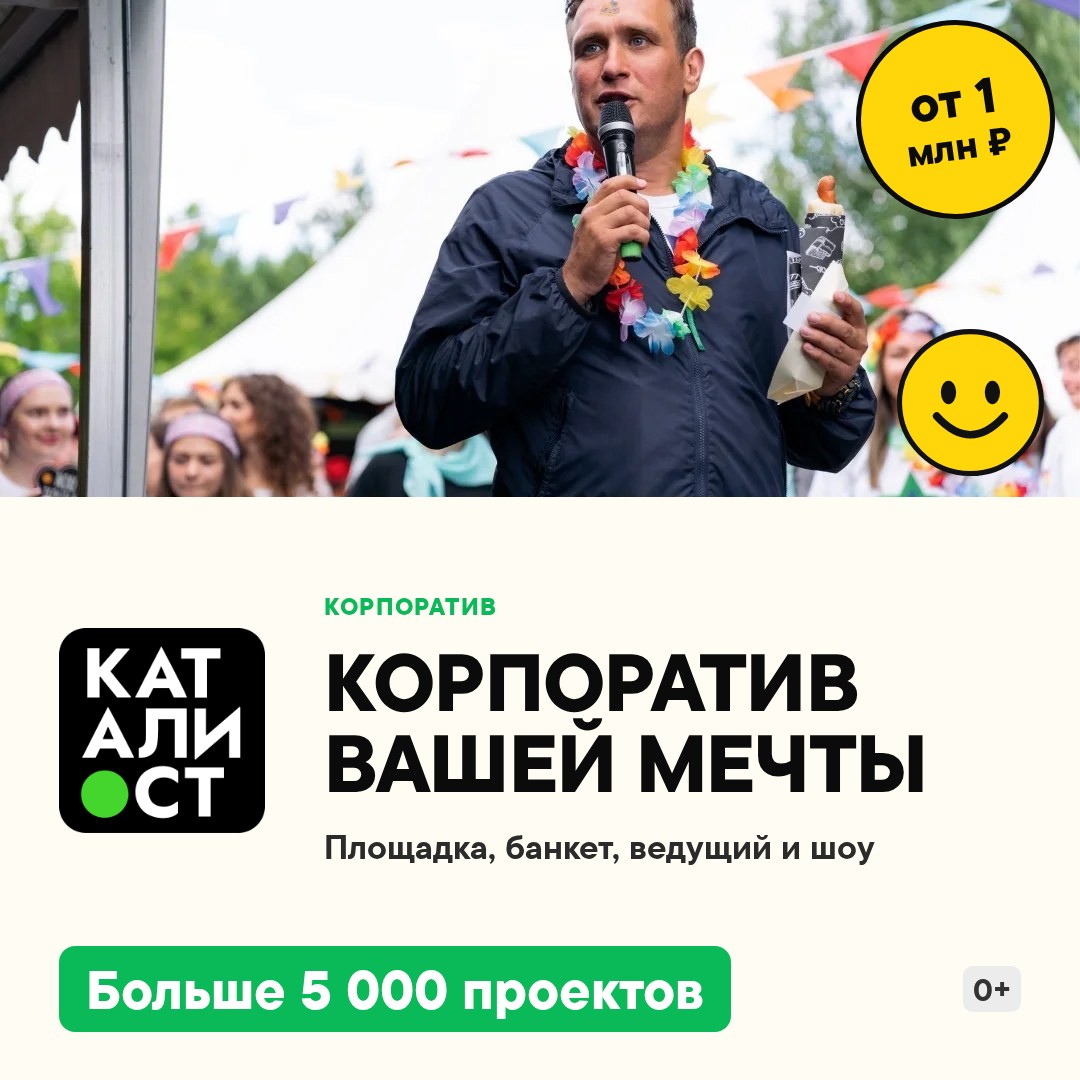 от 1
млн ₽
КОРПОРАТИВ
КАТ
АЛИ
СТ
КОРПОРАТИВ
ВАШЕЙ МЕЧТЫ
Площадка, банкет, ведущий и шоу
Больше 5 000 проектов
0+